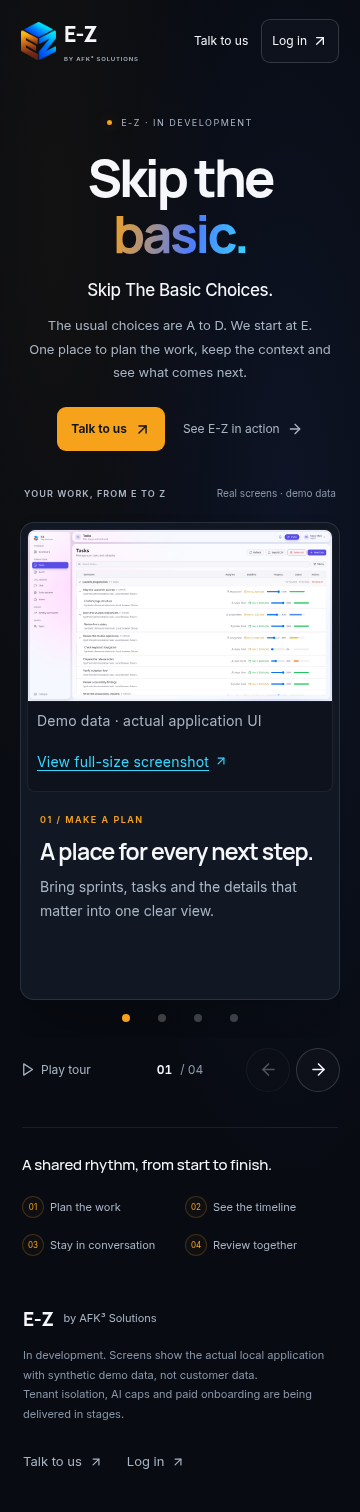 E-Z
BY AFK³ SOLUTIONS
Talk to us
Log in
E-Z · IN DEVELOPMENT
Skip the
basic.
Skip The Basic Choices.
The usual choices are A to D. We start at E.
One place to plan the work, keep the context and
see what comes next.
Talk to us
See E-Z in action
YOUR WORK, FROM E TO Z
Real screens · demo data
Tasks
Demo data · actual application UI
View full-size screenshot
01 / MAKE A PLAN
A place for every next step.
Bring sprints, tasks and the details that
matter into one clear view.
Play tour
01 / 04
A shared rhythm, from start to finish.
01 Plan the work
02 See the timeline
03 Stay in conversation
04 Review together
E-Z by AFK³ Solutions
In development. Screens show the actual local application
with synthetic demo data, not customer data.
Tenant isolation, AI caps and paid onboarding are being
delivered in stages.
Talk to us
Log in